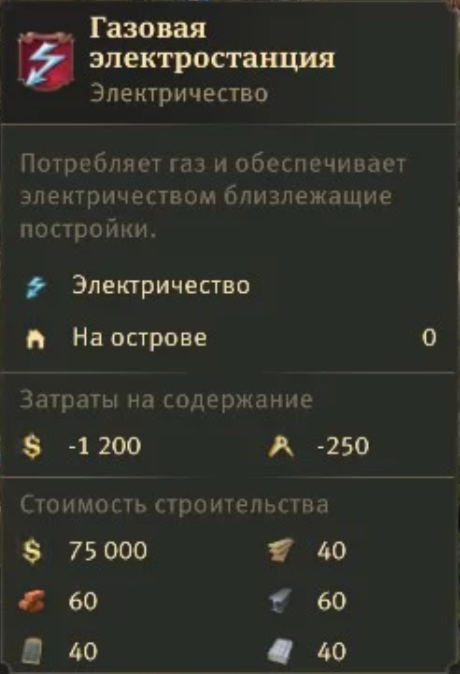 Газовая
электростанция
Электричество
Потребляет газ и обеспечивает
электричеством близлежащие
постройки.
Электричество
На острове 0
Затраты на содержание
$ -1 200 -250
Стоимость строительства
$ 75 000 40
60 60
40 40